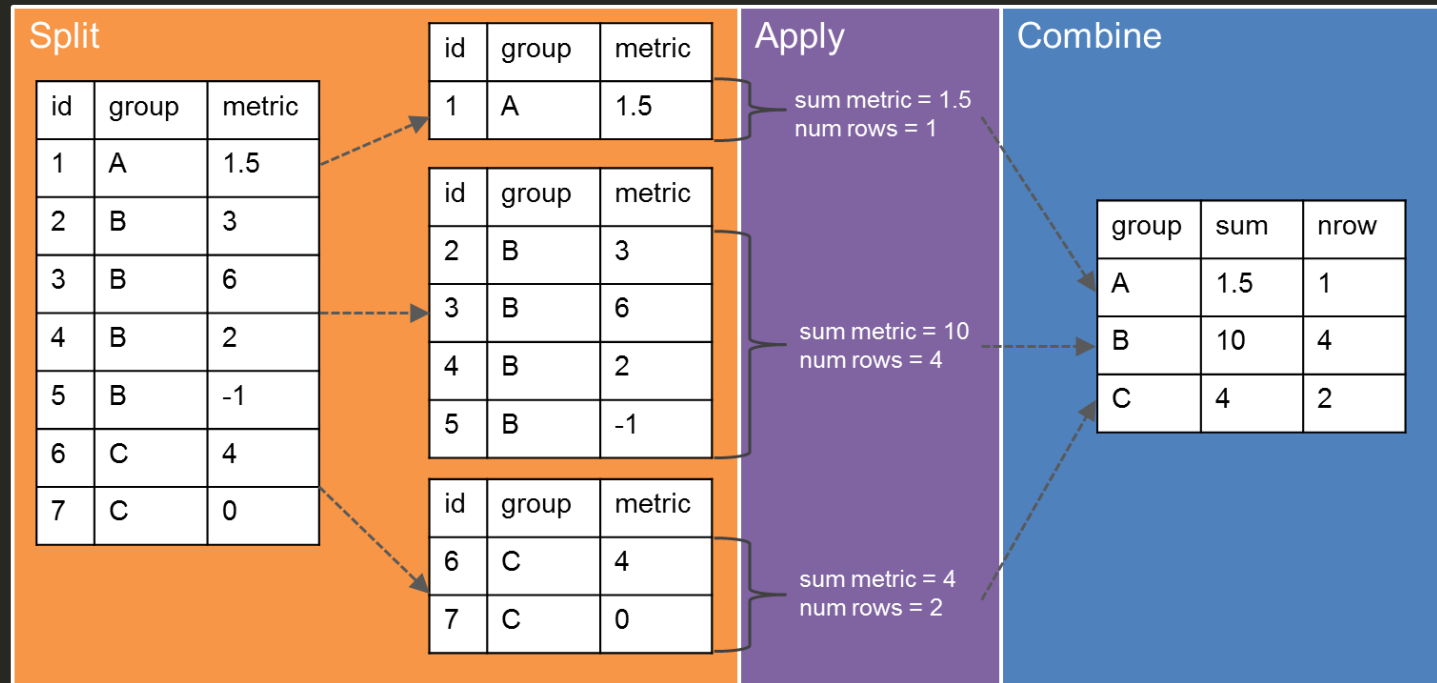 Split
id group metric
1 A 1.5
2 B 3
3 B 6
4 B 2
5 B -1
6 C 4
7 C 0
id group metric
1 A 1.5
id group metric
2 B 3
3 B 6
4 B 2
5 B -1
id group metric
6 C 4
7 C 0
Apply
sum metric = 1.5
num rows = 1
sum metric = 10
num rows = 4
sum metric = 4
num rows = 2
Combine
group sum nrow
A 1.5 1
B 10 4
C 4 2